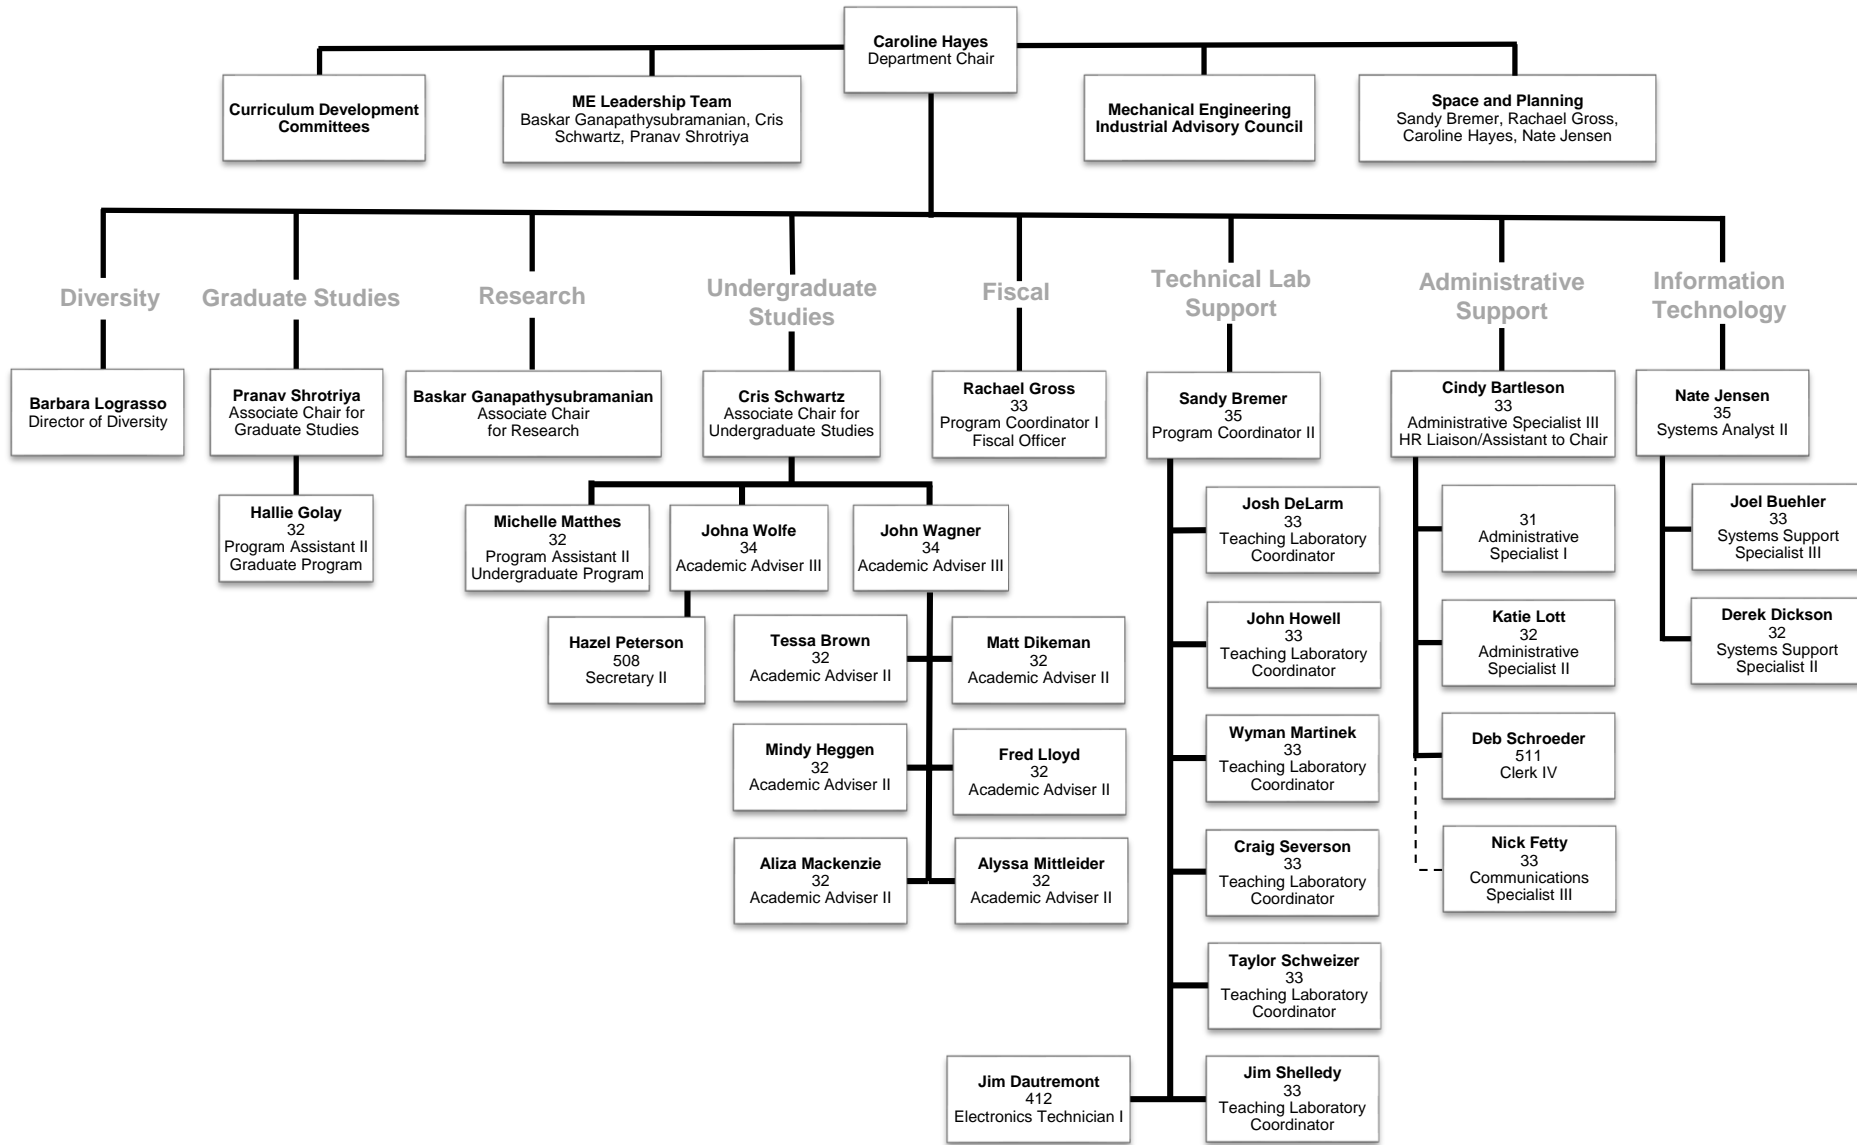 Caroline Hayes
Department Chair
Curriculum Development
Committees
ME Leadership Team
Baskar Ganapathysubramanian, Cris
Schwartz, Pranav Shrotriya
Mechanical Engineering
Industrial Advisory Council
Space and Planning
Sandy Bremer, Rachael Gross,
Caroline Hayes, Nate Jensen
Diversity
Graduate Studies
Research
Undergraduate
Studies
Fiscal
Technical Lab
Support
Administrative
Support
Information
Technology
Barbara Lograsso
Director of Diversity
Pranav Shrotriya
Associate Chair for
Graduate Studies
Baskar Ganapathysubramanian
Associate Chair
for Research
Cris Schwartz
Associate Chair for
Undergraduate Studies
Rachael Gross
33
Program Coordinator I
Fiscal Officer
Sandy Bremer
35
Program Coordinator II
Cindy Bartleson
33
Administrative Specialist III
HR Liaison/Assistant to Chair
Nate Jensen
35
Systems Analyst II
Hallie Golay
32
Program Assistant II
Graduate Program
Michelle Matthes
32
Program Assistant II
Undergraduate Program
Johna Wolfe
34
Academic Adviser III
John Wagner
34
Academic Adviser III
Hazel Peterson
508
Secretary II
Tessa Brown
32
Academic Adviser II
Matt Dikeman
32
Academic Adviser II
Mindy Heggen
32
Academic Adviser II
Fred Lloyd
32
Academic Adviser II
Aliza Mackenzie
32
Academic Adviser II
Alyssa Mittleider
32
Academic Adviser II
Josh DeLarm
33
Teaching Laboratory
Coordinator
John Howell
33
Teaching Laboratory
Coordinator
Wyman Martinek
33
Teaching Laboratory
Coordinator
Craig Severson
33
Teaching Laboratory
Coordinator
Taylor Schweizer
33
Teaching Laboratory
Coordinator
Jim Dautremont
412
Electronics Technician I
Jim Shelledy
33
Teaching Laboratory
Coordinator
31
Administrative
Specialist I
Katie Lott
32
Administrative
Specialist II
Deb Schroeder
511
Clerk IV
Nick Fetty
33
Communications
Specialist III
Joel Buehler
33
Systems Support
Specialist III
Derek Dickson
32
Systems Support
Specialist II